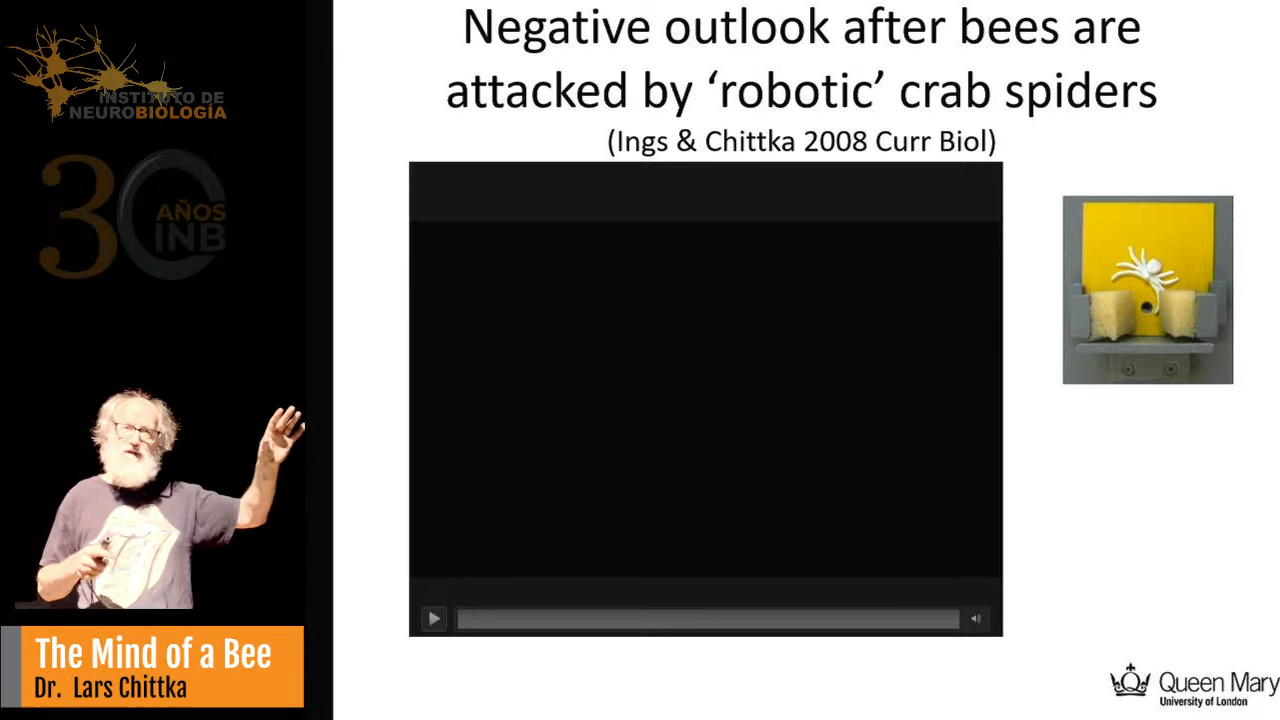 INSTITUTO DE
NEUROBIOLOGÍA
30
AÑOS
INB
Negative outlook after bees are
attacked by ‘robotic’ crab spiders
(Ings & Chittka 2008 Curr Biol)
The Mind of a Bee
Dr. Lars Chittka
Queen Mary
University of London